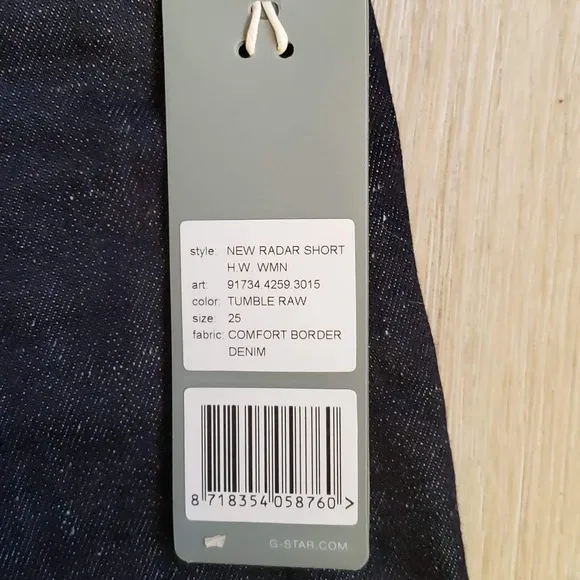 style: NEW RADAR SHORT
H.W. WMN
art: 91734.4259.3015
color: TUMBLE RAW
size: 25
fabric: COMFORT BORDER
DENIM
8 718354 058760 >
G-STAR.COM